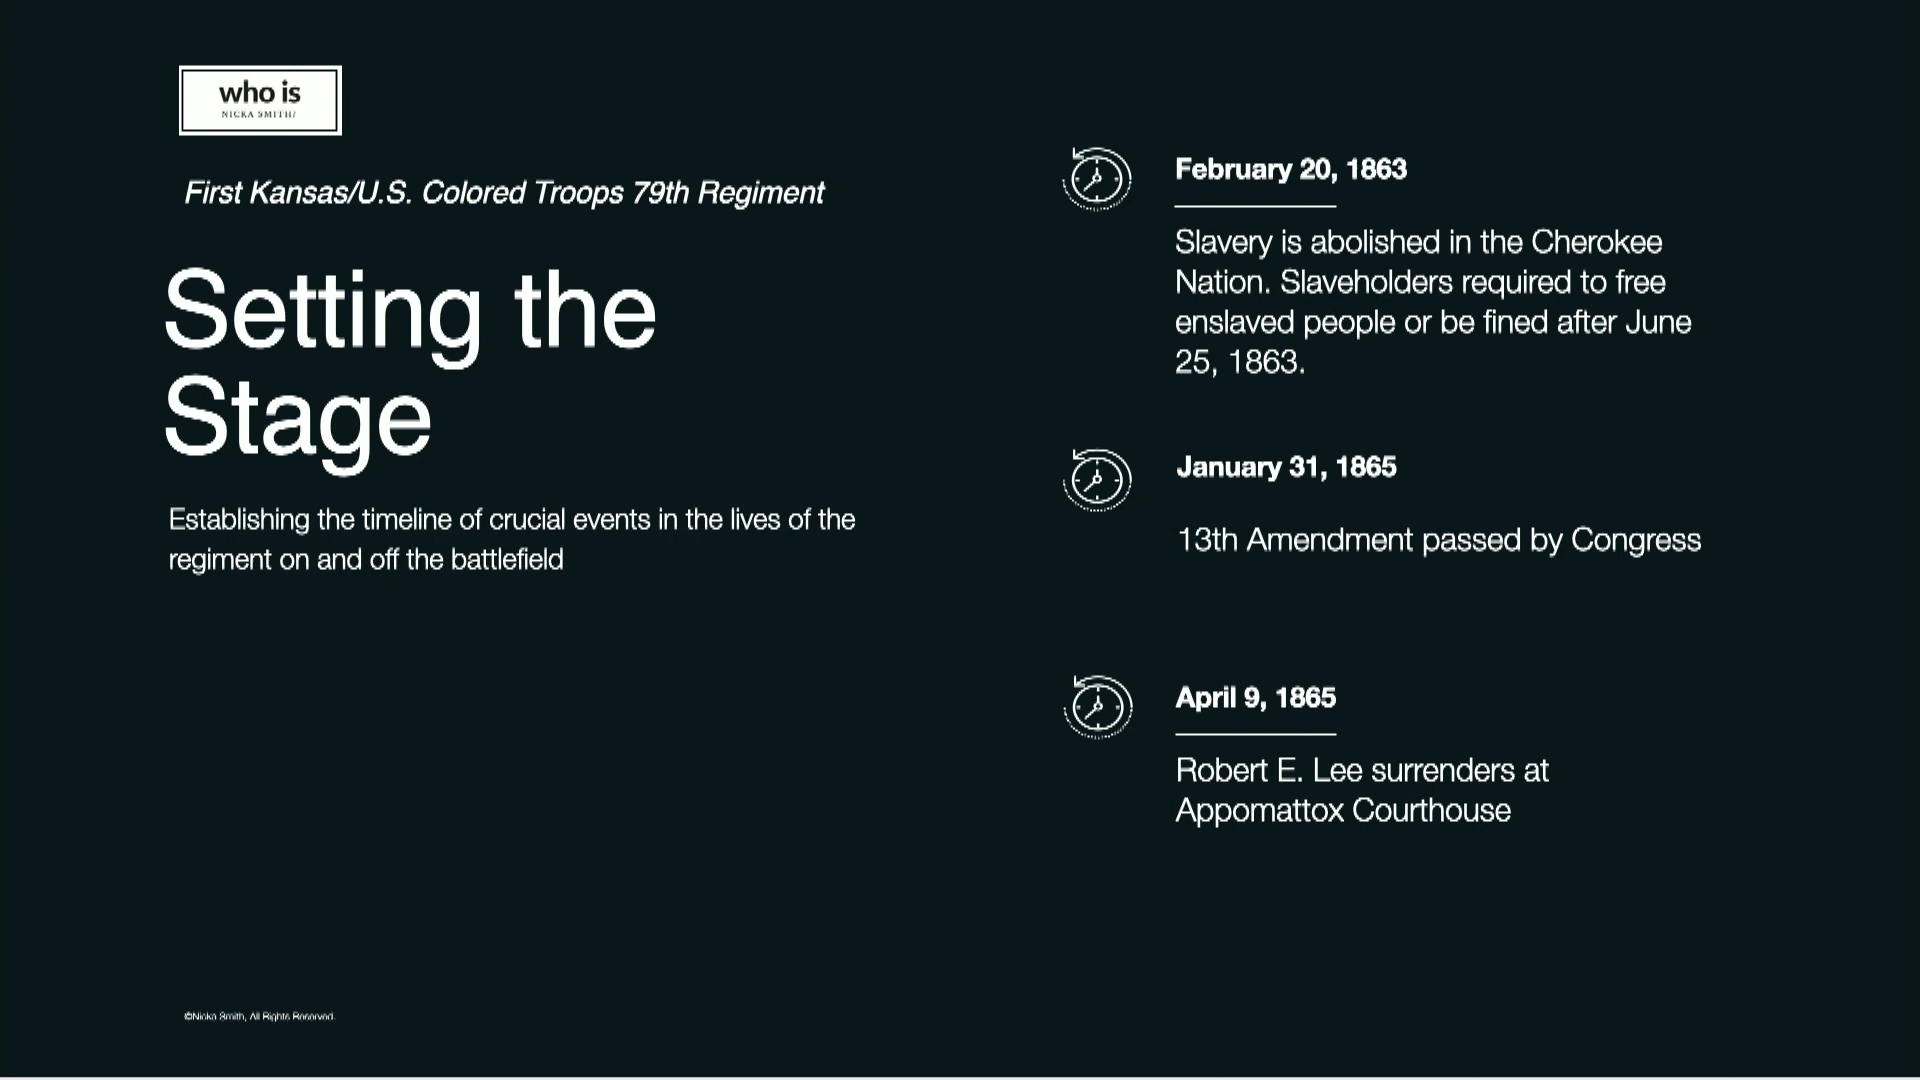 who is
NICKA SMITH?
First Kansas/U.S. Colored Troops 79th Regiment
Setting the
Stage
Establishing the timeline of crucial events in the lives of the
regiment on and off the battlefield
February 20, 1863
Slavery is abolished in the Cherokee
Nation. Slaveholders required to free
enslaved people or be fined after June
25, 1863.
January 31, 1865
13th Amendment passed by Congress
April 9, 1865
Robert E. Lee surrenders at
Appomattox Courthouse
©Nicka Smith, All Rights Reserved.